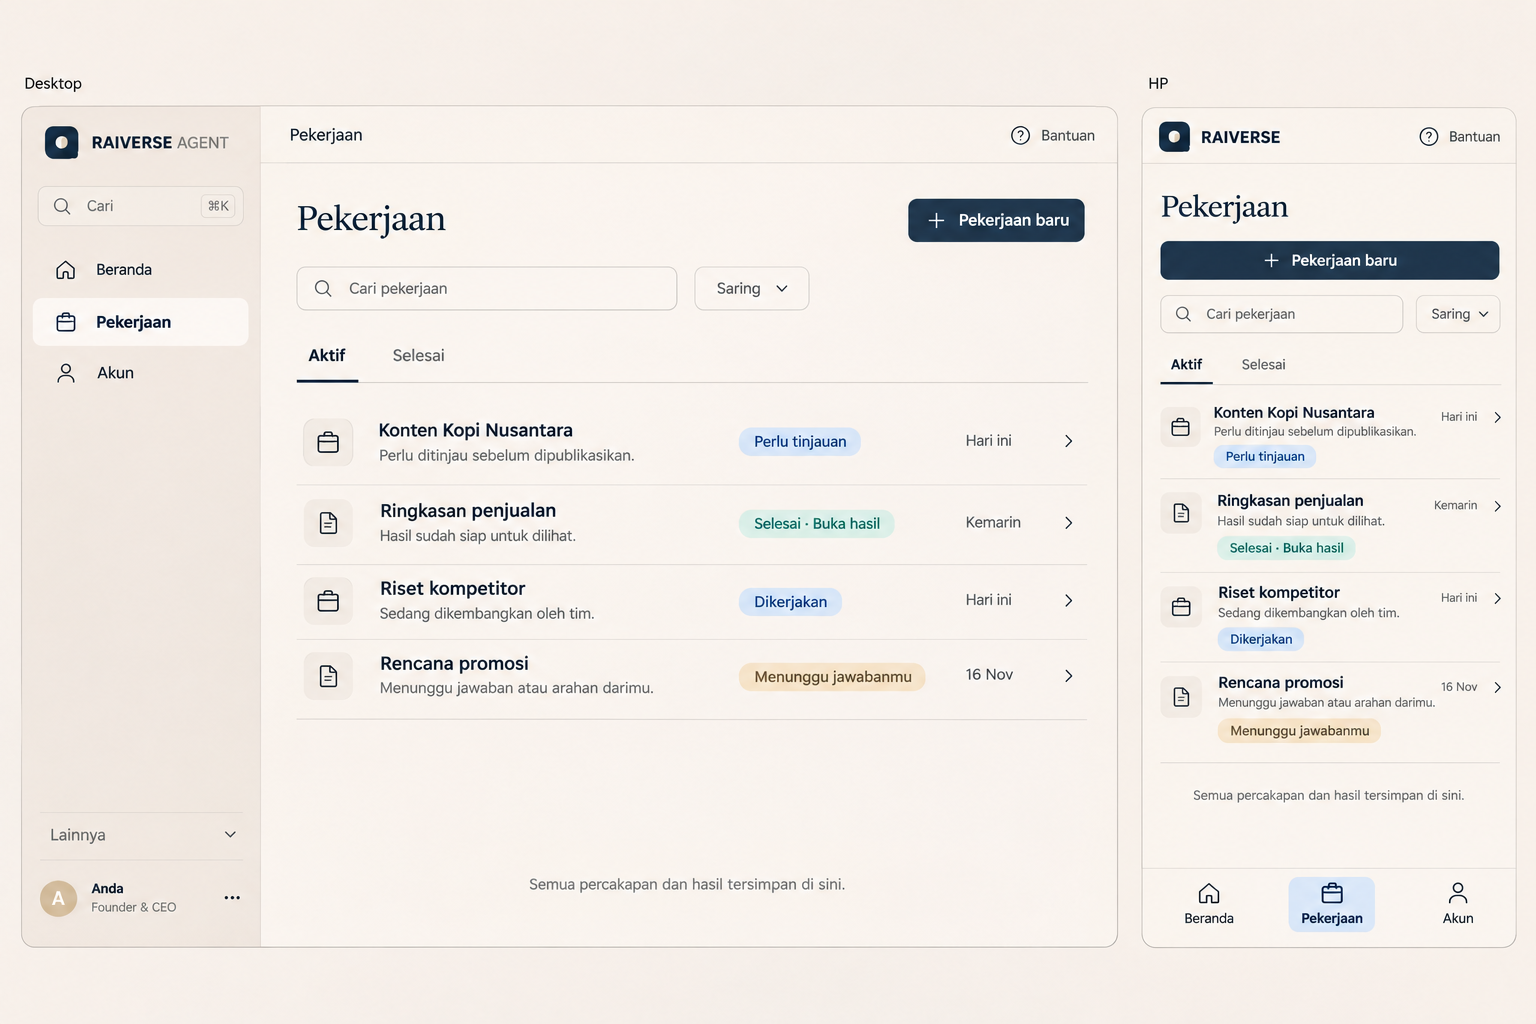 Desktop
RAIVERSE AGENT
Cari ⌘K
Beranda
Pekerjaan
Akun
Lainnya
A
Anda
Founder & CEO
Pekerjaan
Bantuan
Pekerjaan
Pekerjaan baru
Cari pekerjaan
Saring
Aktif
Selesai
Konten Kopi Nusantara
Perlu ditinjau sebelum dipublikasikan.
Perlu tinjauan
Hari ini
Ringkasan penjualan
Hasil sudah siap untuk dilihat.
Selesai · Buka hasil
Kemarin
Riset kompetitor
Sedang dikembangkan oleh tim.
Dikerjakan
Hari ini
Rencana promosi
Menunggu jawaban atau arahan darimu.
Menunggu jawabanmu
16 Nov
Semua percakapan dan hasil tersimpan di sini.
HP
RAIVERSE
Bantuan
Pekerjaan
Pekerjaan baru
Cari pekerjaan
Saring
Aktif
Selesai
Konten Kopi Nusantara
Hari ini
Perlu ditinjau sebelum dipublikasikan.
Perlu tinjauan
Ringkasan penjualan
Kemarin
Hasil sudah siap untuk dilihat.
Selesai · Buka hasil
Riset kompetitor
Hari ini
Sedang dikembangkan oleh tim.
Dikerjakan
Rencana promosi
16 Nov
Menunggu jawaban atau arahan darimu.
Menunggu jawabanmu
Semua percakapan dan hasil tersimpan di sini.
Beranda
Pekerjaan
Akun